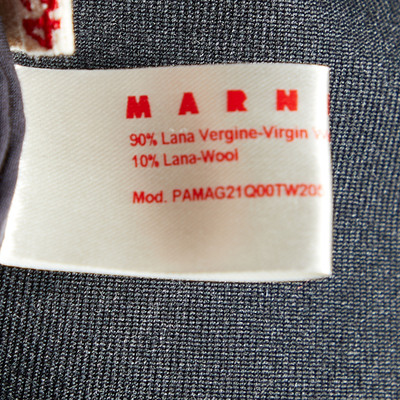 MARNI
90% Lana Vergine-Virgin
10% Lana-Wool
Mod. PAMAG21Q00TW20